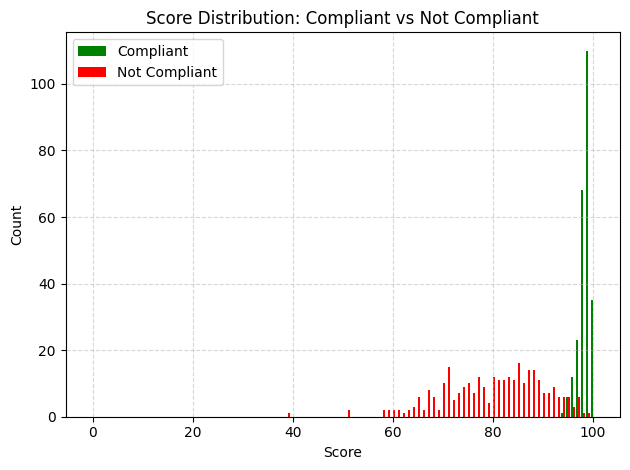 Score Distribution: Compliant vs Not Compliant
Compliant
Not Compliant
Count
100
80
60
40
20
0
0 20 40 60 80 100
Score